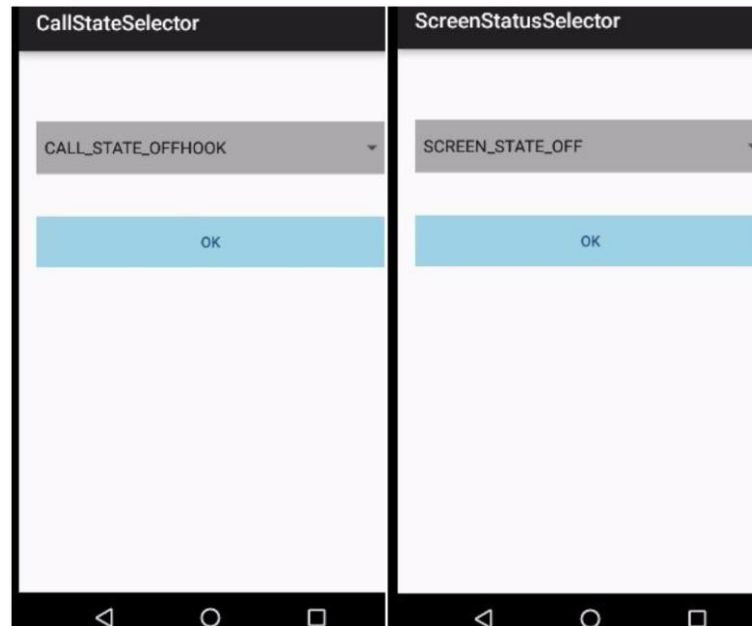 CallStateSelector
CALL_STATE_OFFHOOK
OK
ScreenStatusSelector
SCREEN_STATE_OFF
OK